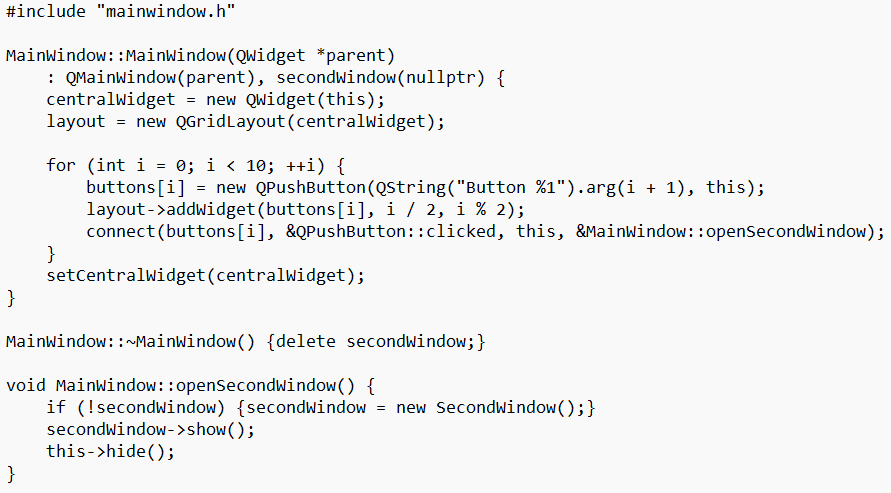 #include "mainwindow.h"

MainWindow::MainWindow(QWidget *parent)
    : QMainWindow(parent), secondWindow(nullptr) {
    centralWidget = new QWidget(this);
    layout = new QGridLayout(centralWidget);

    for (int i = 0; i < 10; ++i) {
        buttons[i] = new QPushButton(QString("Button %1").arg(i + 1), this);
        layout->addWidget(buttons[i], i / 2, i % 2);
        connect(buttons[i], &QPushButton::clicked, this, &MainWindow::openSecondWindow);
    }
    setCentralWidget(centralWidget);
}

MainWindow::~MainWindow() {delete secondWindow;}

void MainWindow::openSecondWindow() {
    if (!secondWindow) {secondWindow = new SecondWindow();}
    secondWindow->show();
    this->hide();
}